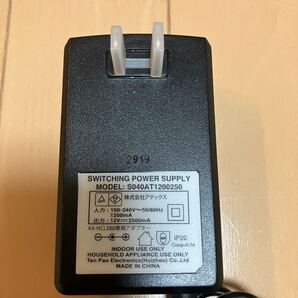 2919
SWITCHING POWER SUPPLY
MODEL: S040AT1200250
株式会社アテックス
入力: 100-240V~50/60Hz
1200mA
出力: 12V⎓2500mA
AX-HCL288専用アダプター
IP20
INDOOR USE ONLY
HOUSEHOLD APPLIANCE USE ONLY
Ten Pao Electronics(Huizhou) Co., Ltd.
MADE IN CHINA